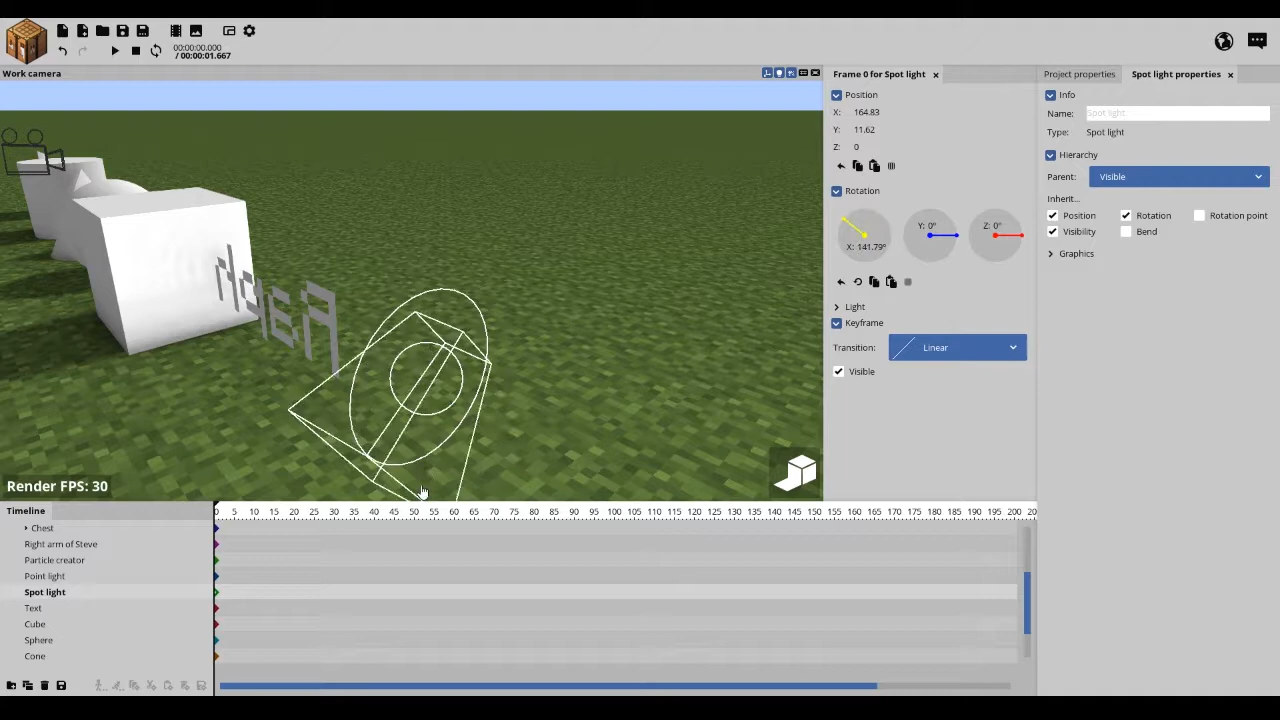 00:00:00.000
/ 00:00:01.667
Work camera
Render FPS: 30
Frame 0 for Spot light
Position
X: 164.83
Y: 11.62
Z: 0
Rotation
X: 141.79°
Y: 0°
Z: 0°
Light
Keyframe
Transition: Linear
Visible
Project properties
Spot light properties
Info
Name: Spot light
Type: Spot light
Hierarchy
Parent: Visible
Inherit...
Position Rotation Rotation point
Visibility Bend
Graphics
Timeline
0 5 10 15 20 25 30 35 40 45 50 55 60 65 70 75 80 85 90 95 100 105 110 115 120 125 130 135 140 145 150 155 160 165 170 175 180 185 190 195 200 20
Chest
Right arm of Steve
Particle creator
Point light
Spot light
Text
Cube
Sphere
Cone